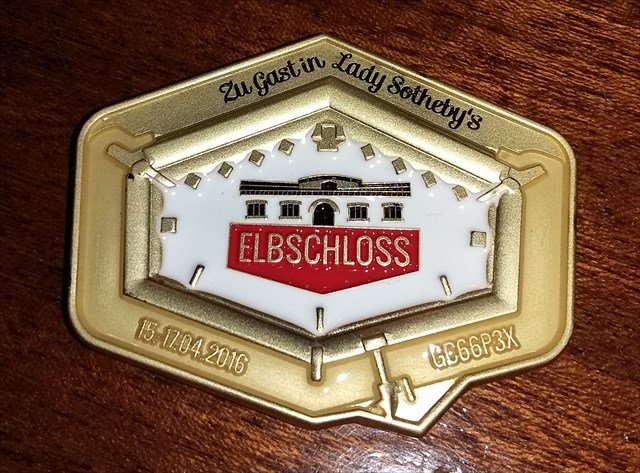 Zu Gast in Lady Sotheby's
ELBSCHLOSS
15.-17.04.2016
GC66P3X